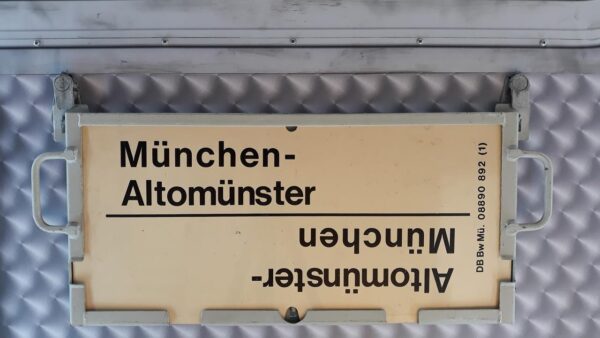 München-
Altomünster
Altomünster-
München
DB Bw Mü. 08890 892 (1)